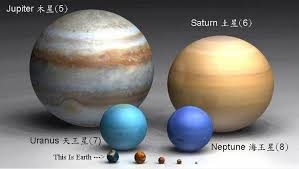 Jupiter 木星(5)
Saturn 土星(6)
Uranus 天王星(7)
Neptune 海王星(8)
This Is Earth -->